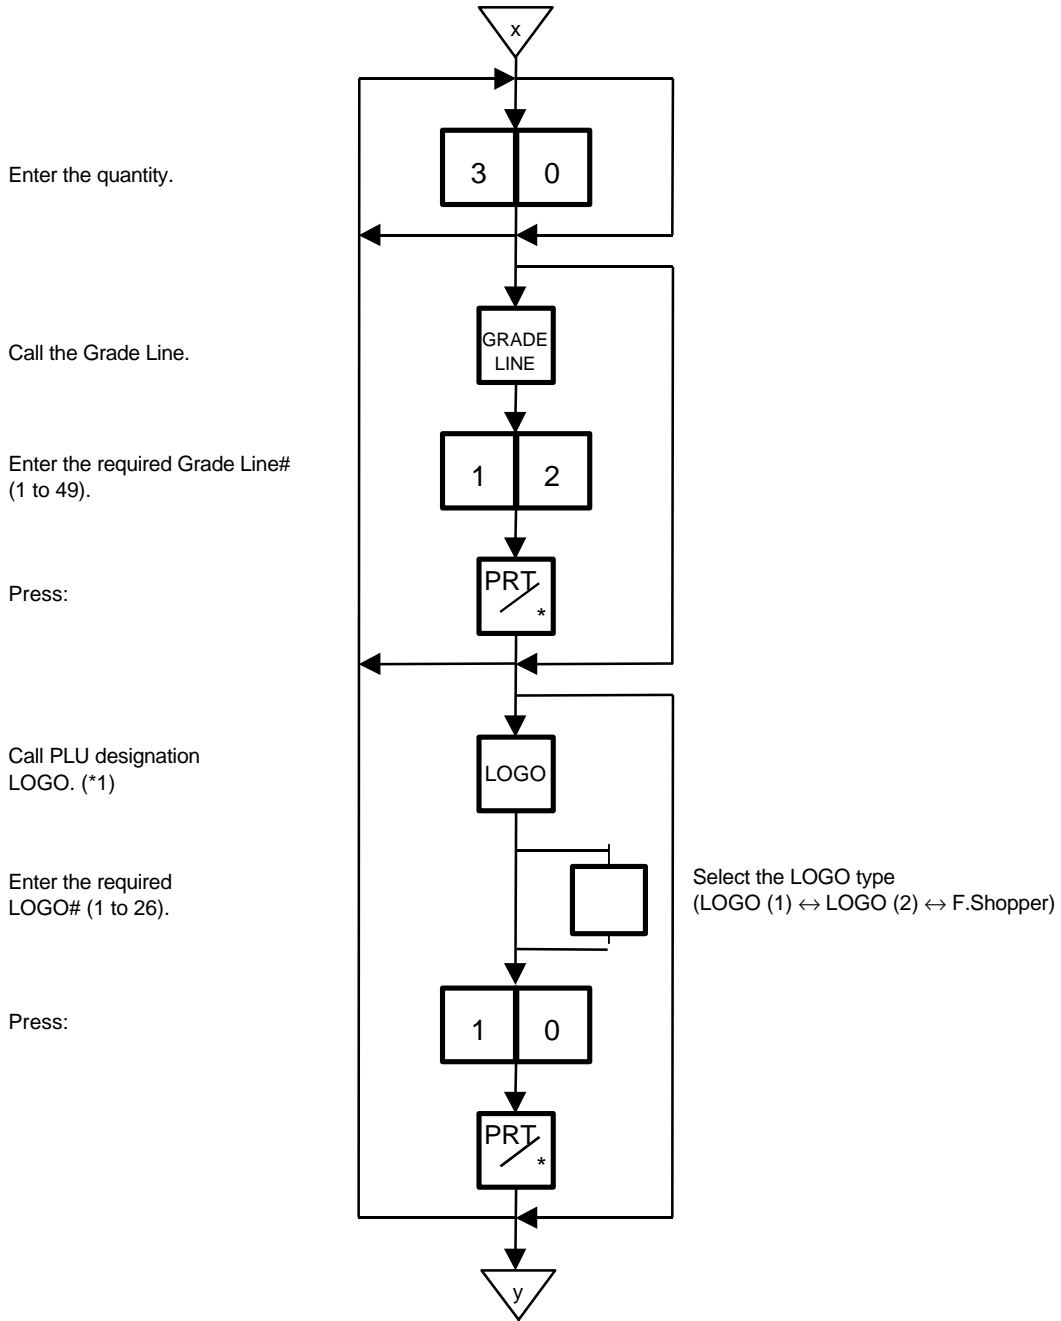 x
Enter the quantity.
3 0
Call the Grade Line.
GRADE
LINE
Enter the required Grade Line#
(1 to 49).
1 2
Press:
PRT
*
Call PLU designation
LOGO. (*1)
LOGO
Enter the required
LOGO# (1 to 26).
Select the LOGO type
(LOGO (1) ↔ LOGO (2) ↔ F.Shopper)
Press:
1 0
PRT
*
y